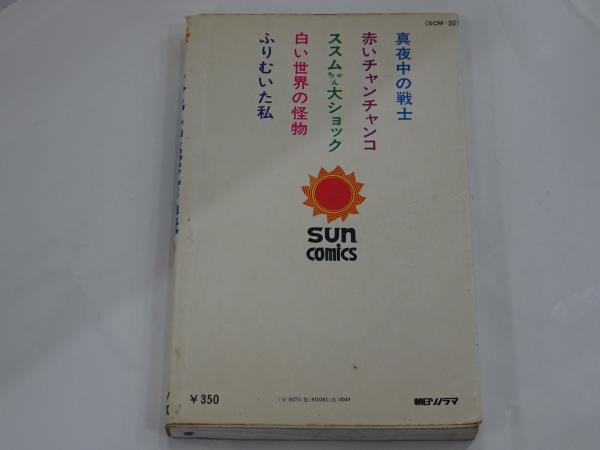 (SCM-30)
真夜中の戦士
赤いチャンチャンコ
ススムちゃん大ショック
白い世界の怪物
ふりむいた私
sun
comics
￥350
朝日ソノラマ